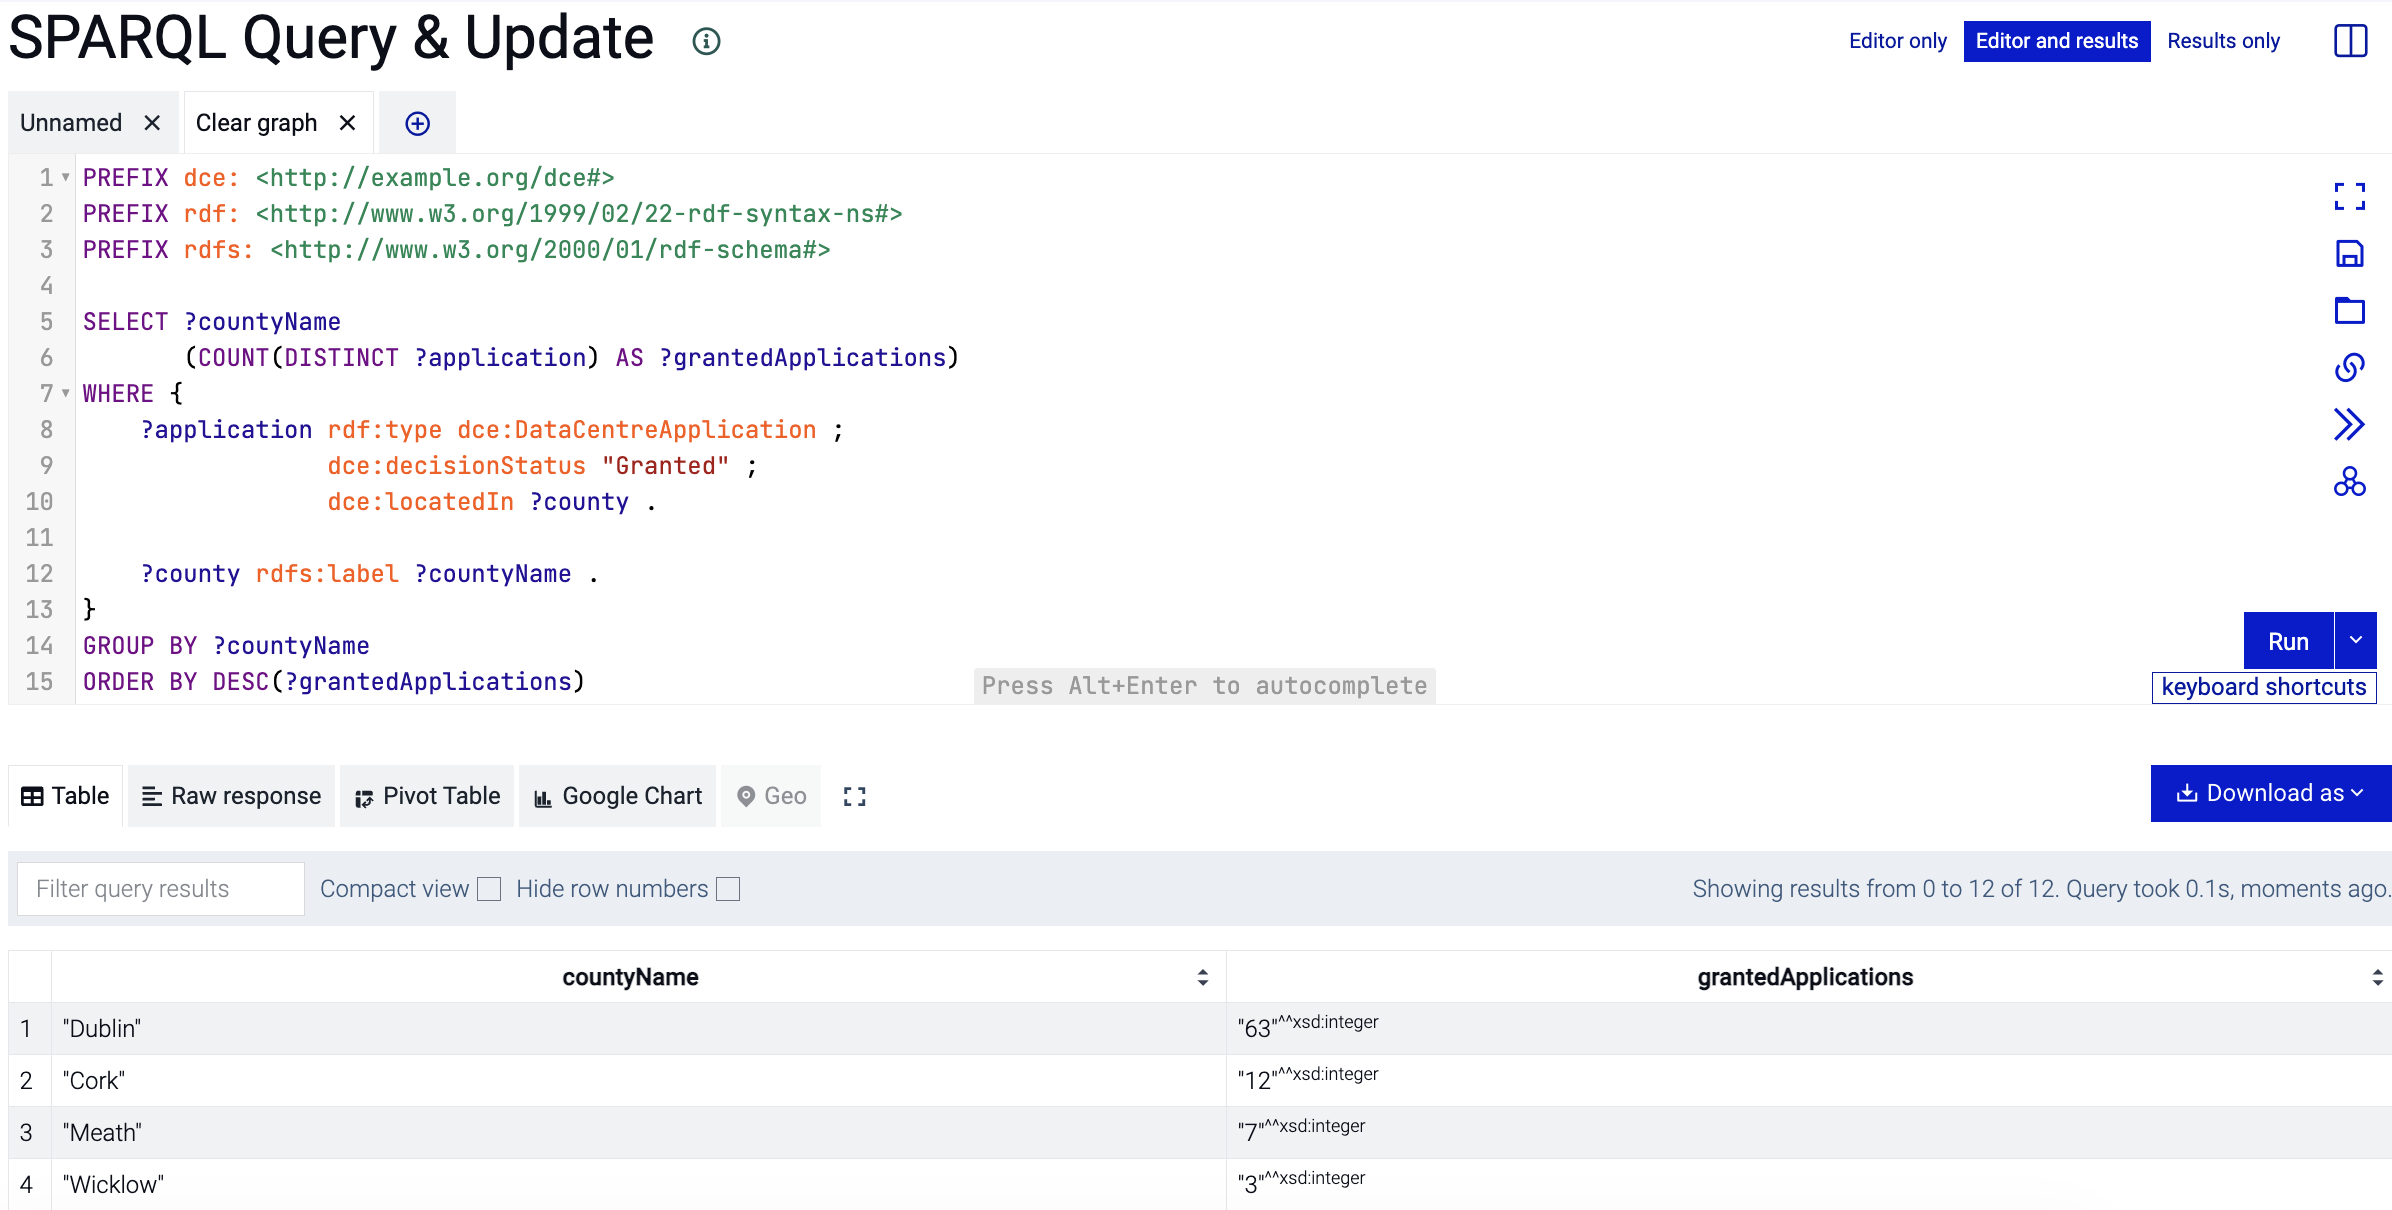 SPARQL Query & Update
Editor only Editor and results Results only
Unnamed Clear graph
1 PREFIX dce: <http://example.org/dce#>
2 PREFIX rdf: <http://www.w3.org/1999/02/22-rdf-syntax-ns#>
3 PREFIX rdfs: <http://www.w3.org/2000/01/rdf-schema#>
4
5 SELECT ?countyName
6 (COUNT(DISTINCT ?application) AS ?grantedApplications)
7 WHERE {
8 ?application rdf:type dce:DataCentreApplication ;
9 dce:decisionStatus "Granted" ;
10 dce:locatedIn ?county .
11
12 ?county rdfs:label ?countyName .
13 }
14 GROUP BY ?countyName
15 ORDER BY DESC(?grantedApplications)
Press Alt+Enter to autocomplete
Run
keyboard shortcuts
Table Raw response Pivot Table Google Chart Geo
Download as
Filter query results Compact view Hide row numbers Showing results from 0 to 12 of 12. Query took 0.1s, moments ago.
countyName grantedApplications
1 "Dublin" "63"^^xsd:integer
2 "Cork" "12"^^xsd:integer
3 "Meath" "7"^^xsd:integer
4 "Wicklow" "3"^^xsd:integer